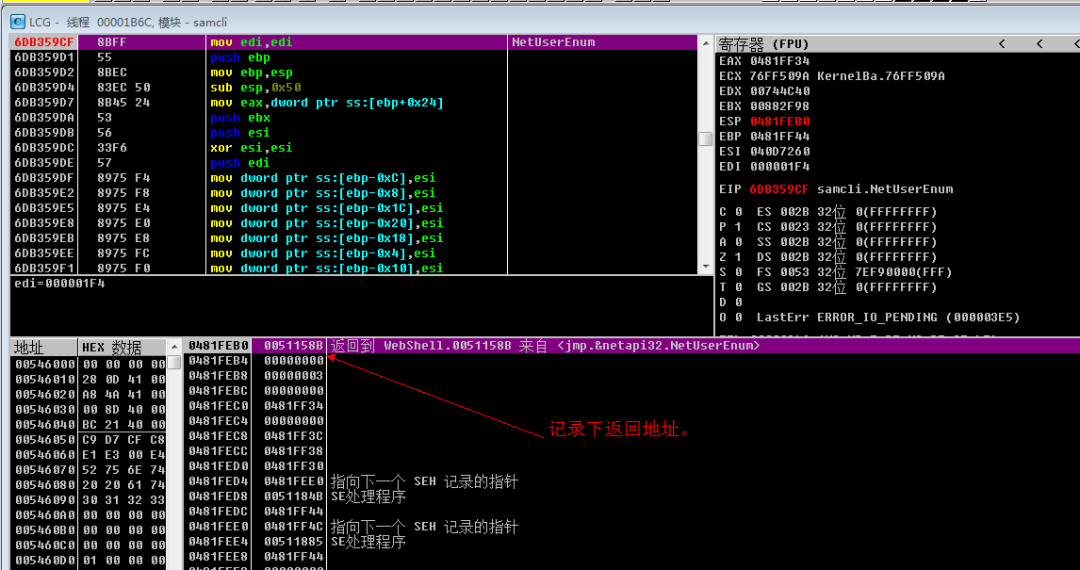 LCG - 线程 00001B6C, 模块 - samcli
6DB359CF 8BFF mov edi,edi NetUserEnum
6DB359D1 55 push ebp
6DB359D2 8BEC mov ebp,esp
6DB359D4 83EC 50 sub esp,0x50
6DB359D7 8B45 24 mov eax,dword ptr ss:[ebp+0x24]
6DB359DA 53 push ebx
6DB359DB 56 push esi
6DB359DC 33F6 xor esi,esi
6DB359DE 57 push edi
6DB359DF 8975 F4 mov dword ptr ss:[ebp-0xC],esi
6DB359E2 8975 F8 mov dword ptr ss:[ebp-0x8],esi
6DB359E5 8975 E4 mov dword ptr ss:[ebp-0x1C],esi
6DB359E8 8975 E0 mov dword ptr ss:[ebp-0x20],esi
6DB359EB 8975 E8 mov dword ptr ss:[ebp-0x18],esi
6DB359EE 8975 FC mov dword ptr ss:[ebp-0x4],esi
6DB359F1 8975 F0 mov dword ptr ss:[ebp-0x10],esi
edi=000001F4
寄存器 (FPU) < < <
EAX 0481FF34
ECX 76FF509A KernelBa.76FF509A
EDX 00744C40
EBX 00882F98
ESP 0481FEB0
EBP 0481FF44
ESI 040D7260
EDI 000001F4
EIP 6DB359CF samcli.NetUserEnum
C 0 ES 002B 32位 0(FFFFFFFF)
P 1 CS 0023 32位 0(FFFFFFFF)
A 0 SS 002B 32位 0(FFFFFFFF)
Z 1 DS 002B 32位 0(FFFFFFFF)
S 0 FS 0053 32位 7EF90000(FFF)
T 0 GS 002B 32位 0(FFFFFFFF)
D 0
O 0 LastErr ERROR_IO_PENDING (000003E5)
地址 HEX 数据
00546000 00 00 00 00
00546010 28 0D 41 00
00546020 A8 4A 41 00
00546030 00 8D 40 00
00546040 BC 21 40 00
00546050 C9 D7 CF C8
00546060 E1 E3 00 E4
00546070 52 75 6E 74
00546080 20 20 61 74
00546090 30 31 32 33
005460A0 00 00 00 00
005460B0 00 00 00 00
005460C0 00 00 00 00
005460D0 01 00 00 00
0481FEB0 0051158B 返回到 WebShell.0051158B 来自 <jmp.&netapi32.NetUserEnum>
0481FEB4 00000000
0481FEB8 00000003
0481FEBC 00000000
0481FEC0 0481FF34
0481FEC4 00000000
0481FEC8 0481FF3C
0481FECC 0481FF38
0481FED0 0481FF30
0481FED4 0481FEE0 指向下一个 SEH 记录的指针
0481FED8 0051184B SE处理程序
0481FEDC 0481FF44
0481FEE0 0481FF4C 指向下一个 SEH 记录的指针
0481FEE4 00511885 SE处理程序
0481FEE8 0481FF44
记录下返回地址。